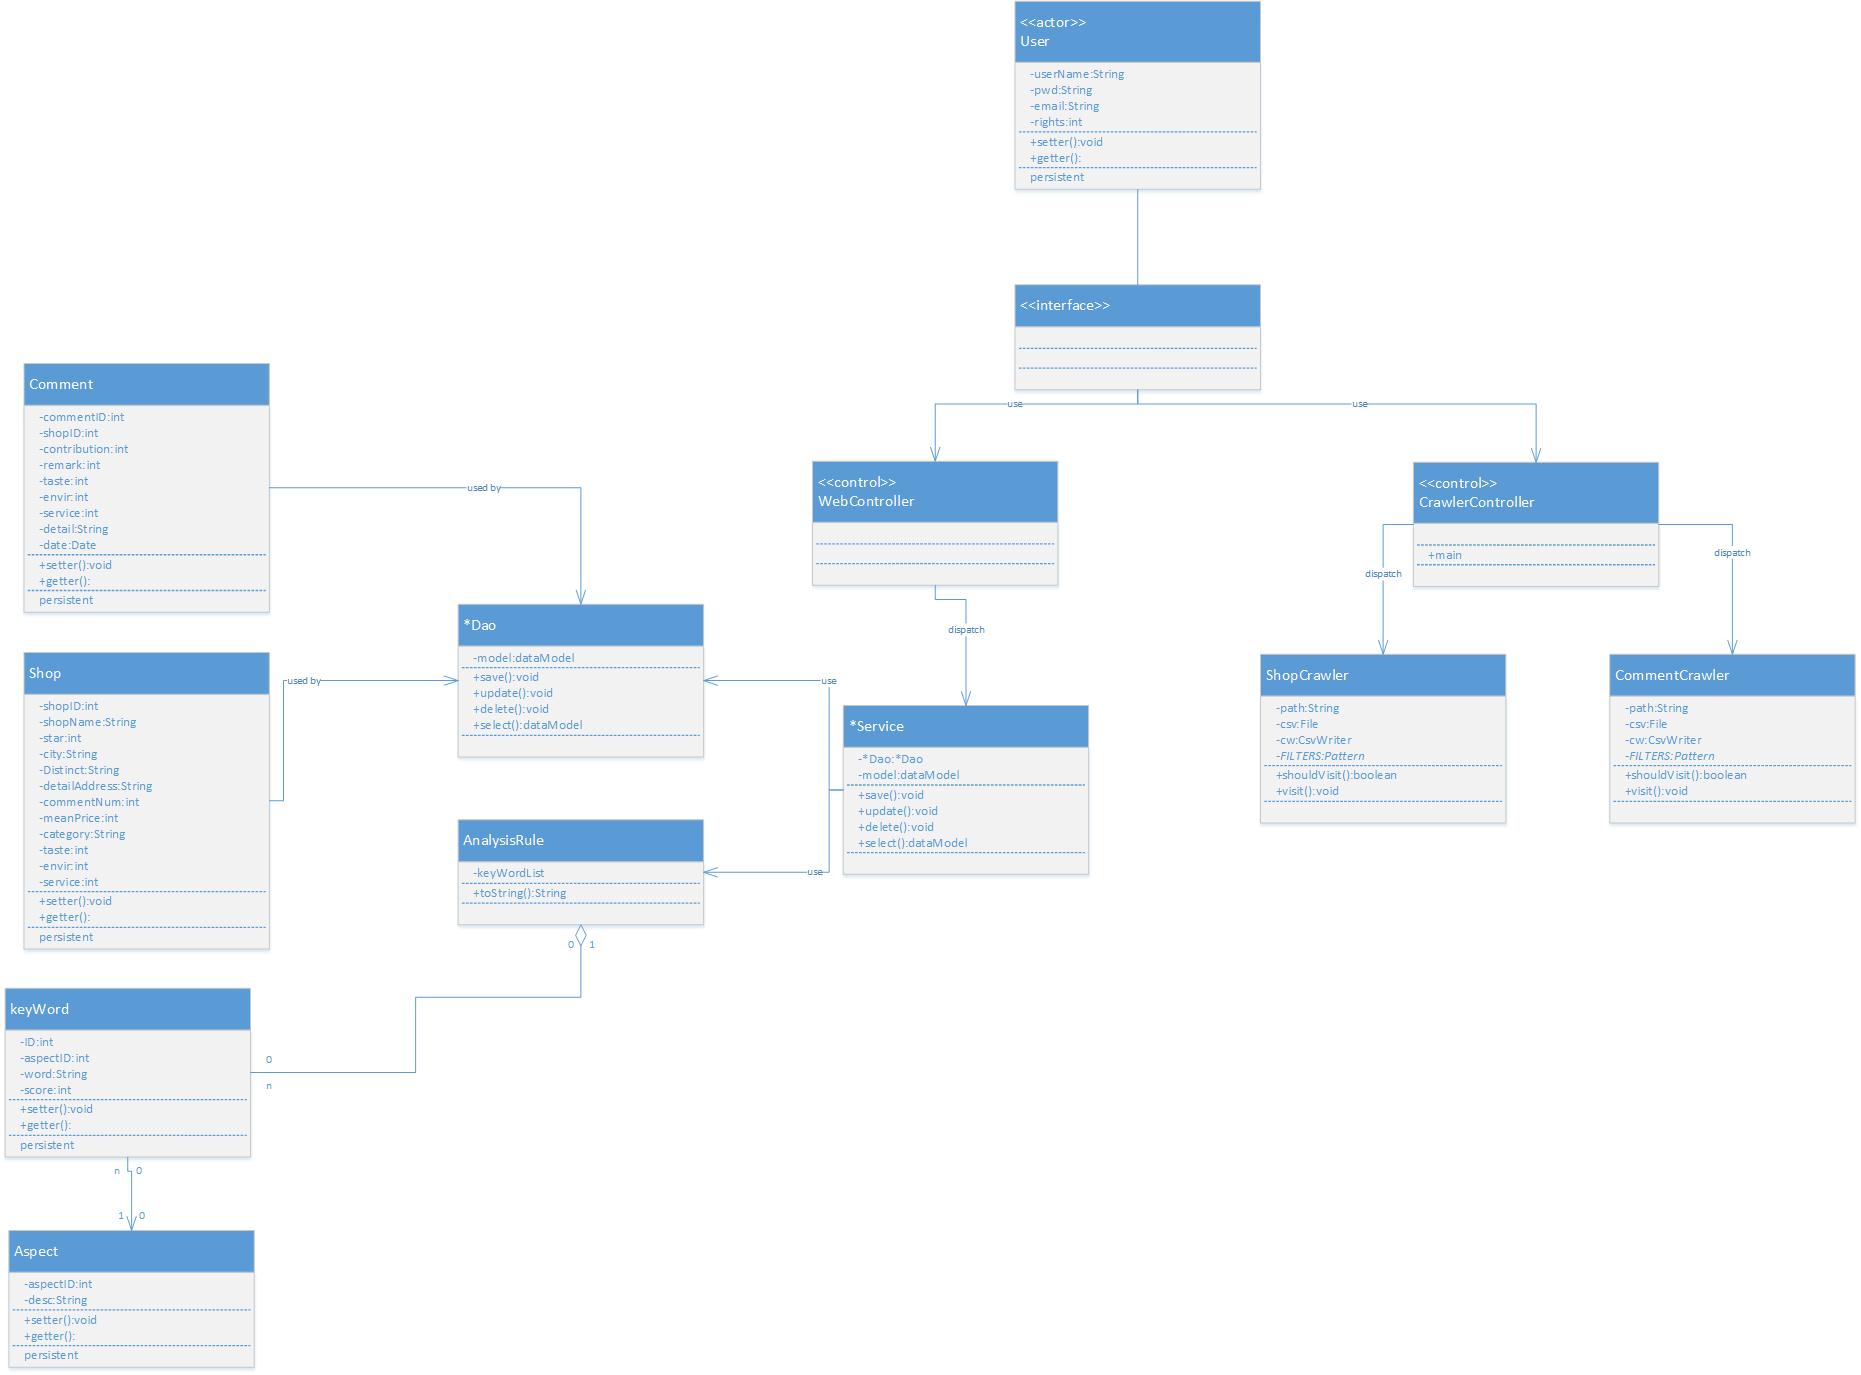 <<actor>>
User
-userName:String
-pwd:String
-email:String
-rights:int
+setter():void
+getter():
persistent
<<interface>>
use
use
Comment
-commentID:int
-shopID:int
-contribution:int
-remark:int
-taste:int
-envir:int
-service:int
-detail:String
-date:Date
+setter():void
+getter():
persistent
used by
<<control>>
WebController
dispatch
<<control>>
CrawlerController
+main
dispatch
dispatch
*Dao
-model:dataModel
+save():void
+update():void
+delete():void
+select():dataModel
Shop
-shopID:int
-shopName:String
-star:int
-city:String
-Distinct:String
-detailAddress:String
-commentNum:int
-meanPrice:int
-category:String
-taste:int
-envir:int
-service:int
+setter():void
+getter():
persistent
used by
use
*Service
-*Dao:*Dao
-model:dataModel
+save():void
+update():void
+delete():void
+select():dataModel
use
ShopCrawler
-path:String
-csv:File
-cw:CsvWriter
-FILTERS:Pattern
+shouldVisit():boolean
+visit():void
CommentCrawler
-path:String
-csv:File
-cw:CsvWriter
-FILTERS:Pattern
+shouldVisit():boolean
+visit():void
AnalysisRule
-keyWordList
+toString():String
0 1
keyWord
-ID:int
-aspectID:int
-word:String
-score:int
+setter():void
+getter():
persistent
0
n
n 0
1 0
Aspect
-aspectID:int
-desc:String
+setter():void
+getter():
persistent